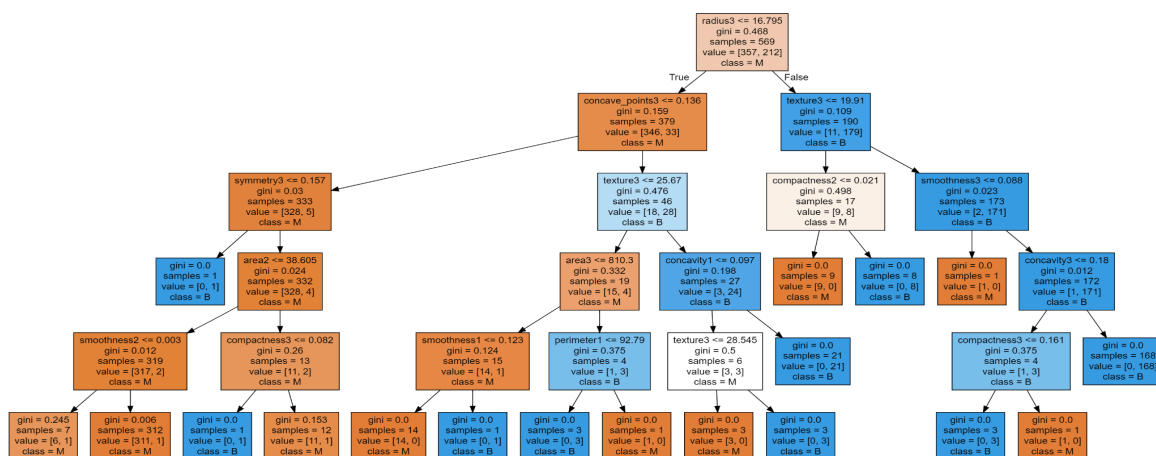 radius3 <= 16.795
gini = 0.468
samples = 569
value = [357, 212]
class = M
True
False
concave_points3 <= 0.136
gini = 0.159
samples = 379
value = [346, 33]
class = M
texture3 <= 19.91
gini = 0.109
samples = 190
value = [11, 179]
class = B
symmetry3 <= 0.157
gini = 0.03
samples = 333
value = [328, 5]
class = M
texture3 <= 25.67
gini = 0.476
samples = 46
value = [18, 28]
class = B
compactness2 <= 0.021
gini = 0.498
samples = 17
value = [9, 8]
class = M
smoothness3 <= 0.088
gini = 0.023
samples = 173
value = [2, 171]
class = B
gini = 0.0
samples = 1
value = [0, 1]
class = B
area2 <= 38.605
gini = 0.024
samples = 332
value = [328, 4]
class = M
area3 <= 810.3
gini = 0.332
samples = 19
value = [15, 4]
class = M
concavity1 <= 0.097
gini = 0.198
samples = 27
value = [3, 24]
class = B
gini = 0.0
samples = 9
value = [9, 0]
class = M
gini = 0.0
samples = 8
value = [0, 8]
class = B
gini = 0.0
samples = 1
value = [1, 0]
class = M
concavity3 <= 0.18
gini = 0.012
samples = 172
value = [1, 171]
class = B
smoothness2 <= 0.003
gini = 0.012
samples = 319
value = [317, 2]
class = M
compactness3 <= 0.082
gini = 0.26
samples = 13
value = [11, 2]
class = M
smoothness1 <= 0.123
gini = 0.124
samples = 15
value = [14, 1]
class = M
perimeter1 <= 92.79
gini = 0.375
samples = 4
value = [1, 3]
class = B
texture3 <= 28.545
gini = 0.5
samples = 6
value = [3, 3]
class = M
gini = 0.0
samples = 21
value = [0, 21]
class = B
compactness3 <= 0.161
gini = 0.375
samples = 4
value = [1, 3]
class = B
gini = 0.0
samples = 168
value = [0, 168]
class = B
gini = 0.245
samples = 7
value = [6, 1]
class = M
gini = 0.006
samples = 312
value = [311, 1]
class = M
gini = 0.0
samples = 1
value = [0, 1]
class = B
gini = 0.153
samples = 12
value = [11, 1]
class = M
gini = 0.0
samples = 14
value = [14, 0]
class = M
gini = 0.0
samples = 1
value = [0, 1]
class = B
gini = 0.0
samples = 3
value = [0, 3]
class = B
gini = 0.0
samples = 1
value = [1, 0]
class = M
gini = 0.0
samples = 3
value = [3, 0]
class = M
gini = 0.0
samples = 3
value = [0, 3]
class = B
gini = 0.0
samples = 3
value = [0, 3]
class = B
gini = 0.0
samples = 1
value = [1, 0]
class = M